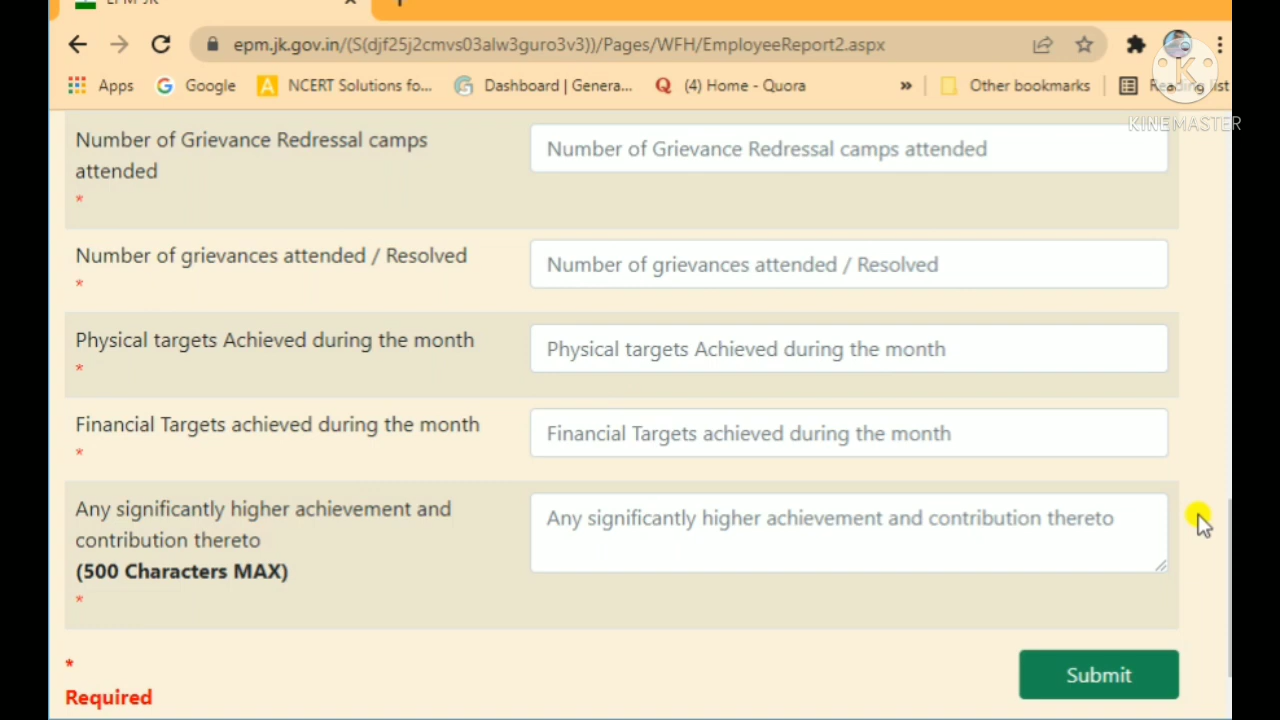 EPM-JK
epm.jk.gov.in/(S(djf25j2cmvs03alw3guro3v3))/Pages/WFH/EmployeeReport2.aspx
Apps Google NCERT Solutions fo... Dashboard | Genera... (4) Home - Quora » Other bookmarks Reading list
K
KINEMASTER
Number of Grievance Redressal camps
attended
*
Number of Grievance Redressal camps attended
Number of grievances attended / Resolved
*
Number of grievances attended / Resolved
Physical targets Achieved during the month
*
Physical targets Achieved during the month
Financial Targets achieved during the month
*
Financial Targets achieved during the month
Any significantly higher achievement and
contribution thereto
(500 Characters MAX)
*
Any significantly higher achievement and contribution thereto
*
Required
Submit